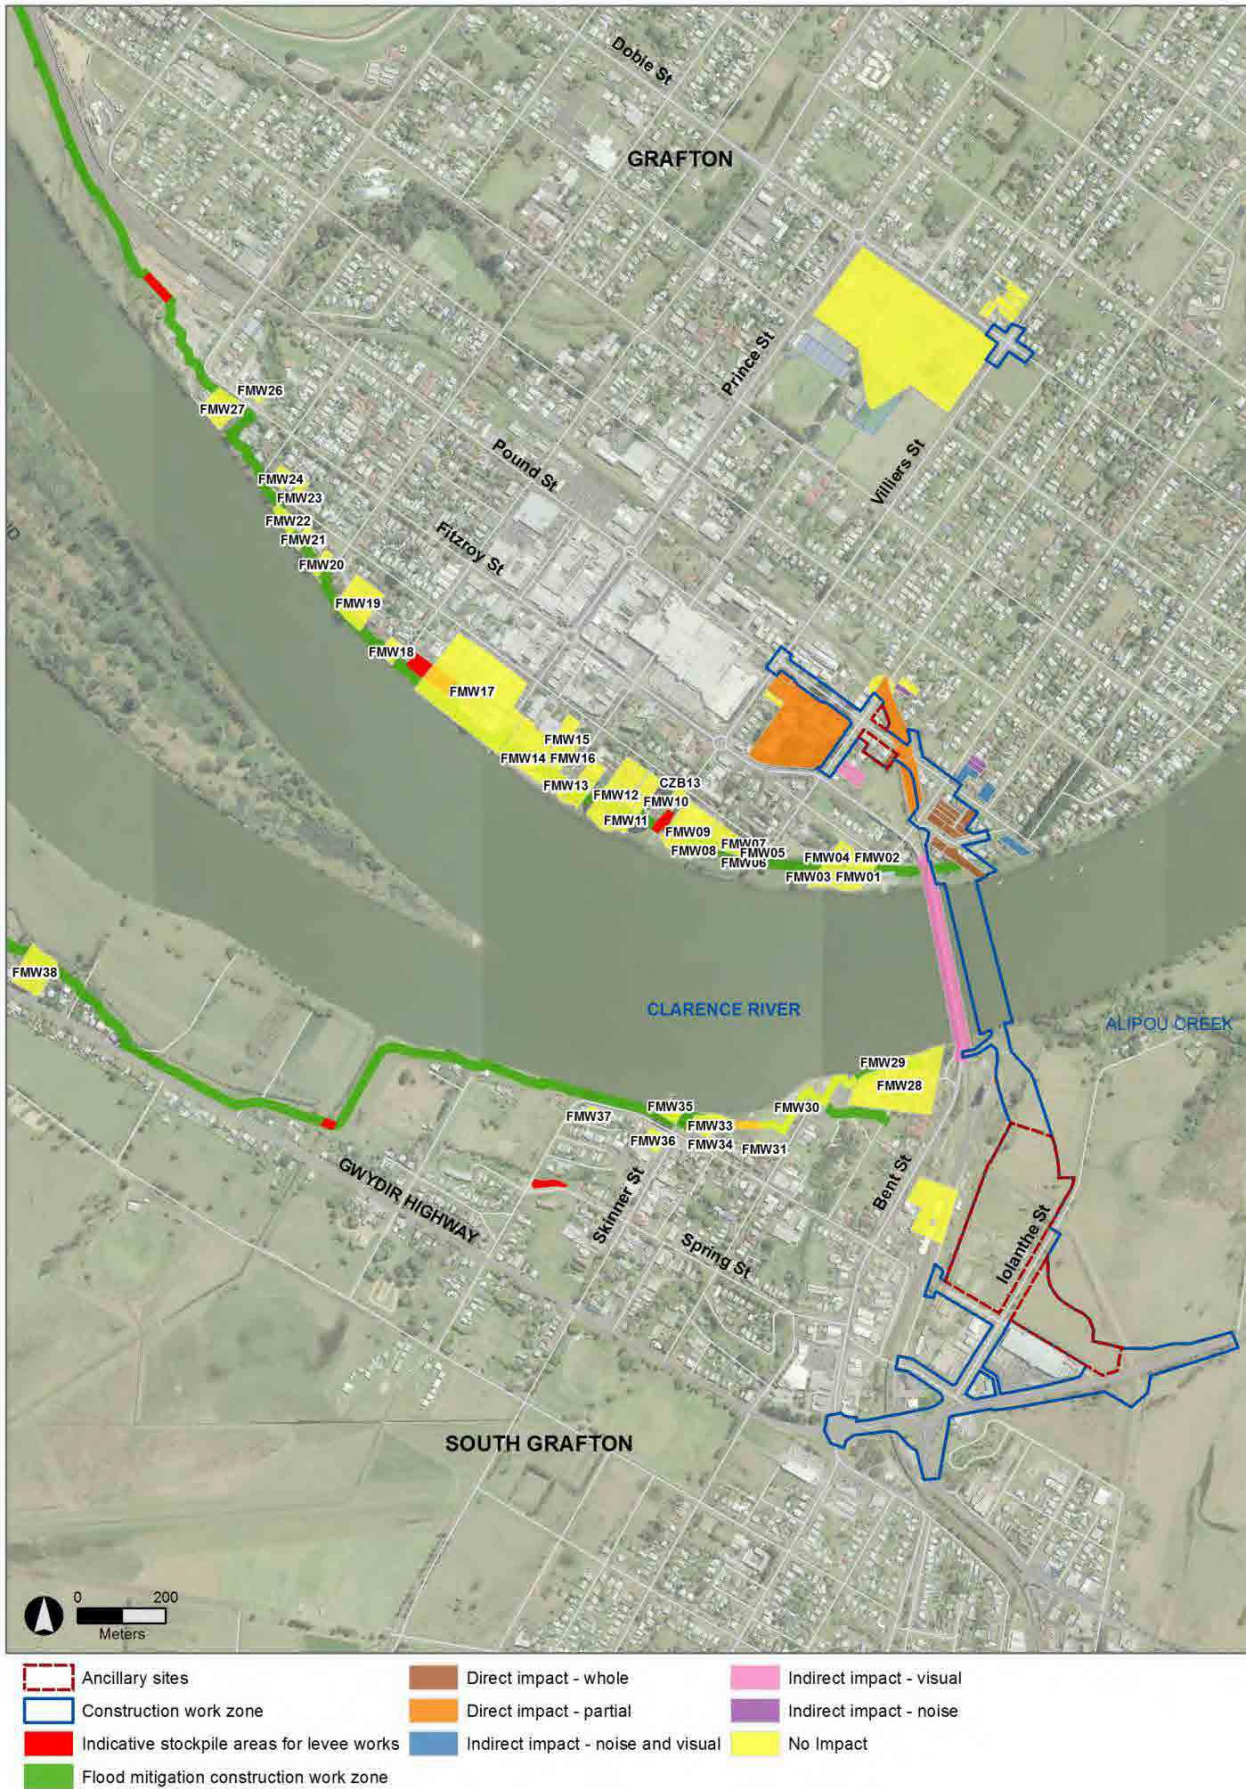 Dobie St
GRAFTON
Prince St
FMW26
FMW27
Pound St
Villiers St
FMW24
FMW23
FMW22
FMW21
Fitzroy St
FMW20
FMW19
FMW18
FMW17
FMW15
FMW14
FMW16
FMW13
CZB13
FMW12
FMW10
FMW11
FMW09
FMW07
FMW08
FMW05
FMW06
FMW04
FMW02
FMW03
FMW01
FMW38
CLARENCE RIVER
ALIPOU CREEK
FMW29
FMW28
FMW30
FMW35
FMW37
FMW33
FMW36
FMW34
FMW31
GWYDIR HIGHWAY
Skinner St
Bent St
Spring St
Iolanthe St
SOUTH GRAFTON
0 200
Meters
Ancillary sites
Construction work zone
Indicative stockpile areas for levee works
Flood mitigation construction work zone
Direct impact - whole
Direct impact - partial
Indirect impact - noise and visual
Indirect impact - visual
Indirect impact - noise
No Impact